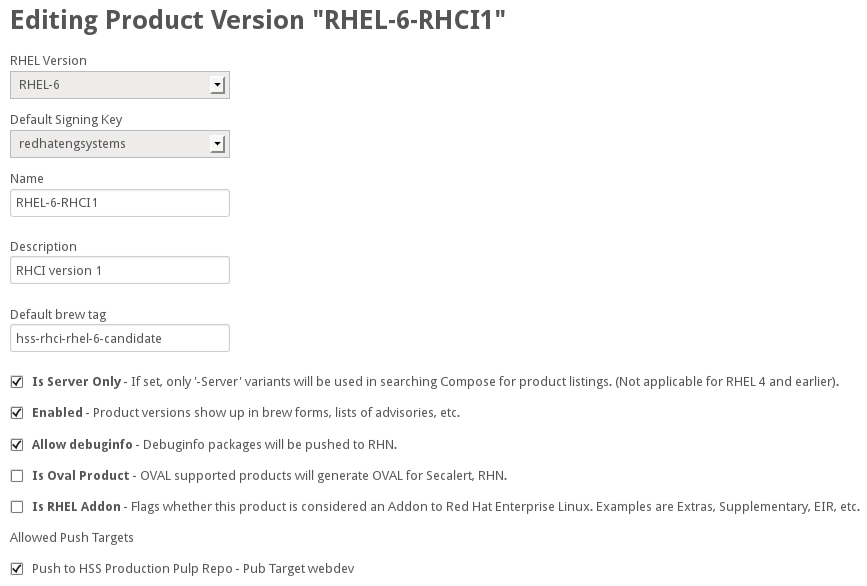 Editing Product Version "RHEL-6-RHCI1"
RHEL Version
RHEL-6
Default Signing Key
redhatengsystems
Name
RHEL-6-RHCI1
Description
RHCI version 1
Default brew tag
hss-rhci-rhel-6-candidate
Is Server Only - If set, only '-Server' variants will be used in searching Compose for product listings. (Not applicable for RHEL 4 and earlier).
Enabled - Product versions show up in brew forms, lists of advisories, etc.
Allow debuginfo - Debuginfo packages will be pushed to RHN.
Is Oval Product - OVAL supported products will generate OVAL for Secalert, RHN.
Is RHEL Addon - Flags whether this product is considered an Addon to Red Hat Enterprise Linux. Examples are Extras, Supplementary, EIR, etc.
Allowed Push Targets
Push to HSS Production Pulp Repo - Pub Target webdev